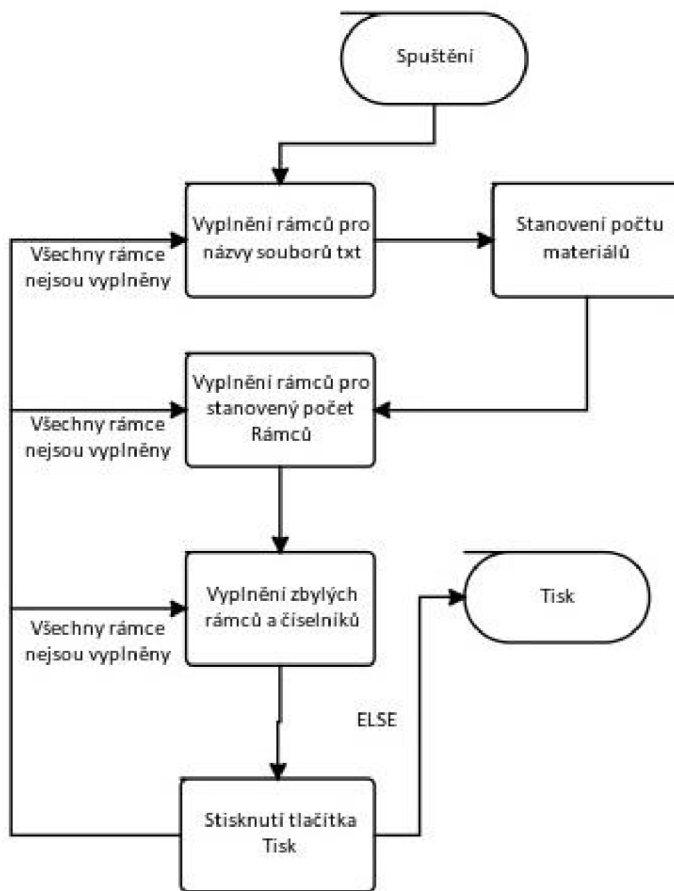 Spuštění
Vyplnění rámců pro
názvy souborů txt
Stanovení počtu
materiálů
Všechny rámce
nejsou vyplněny
Vyplnění rámců pro
stanovený počet
Rámců
Všechny rámce
nejsou vyplněny
Vyplnění zbylých
rámců a číselníků
Tisk
Všechny rámce
nejsou vyplněny
ELSE
Stisknutí tlačítka
Tisk